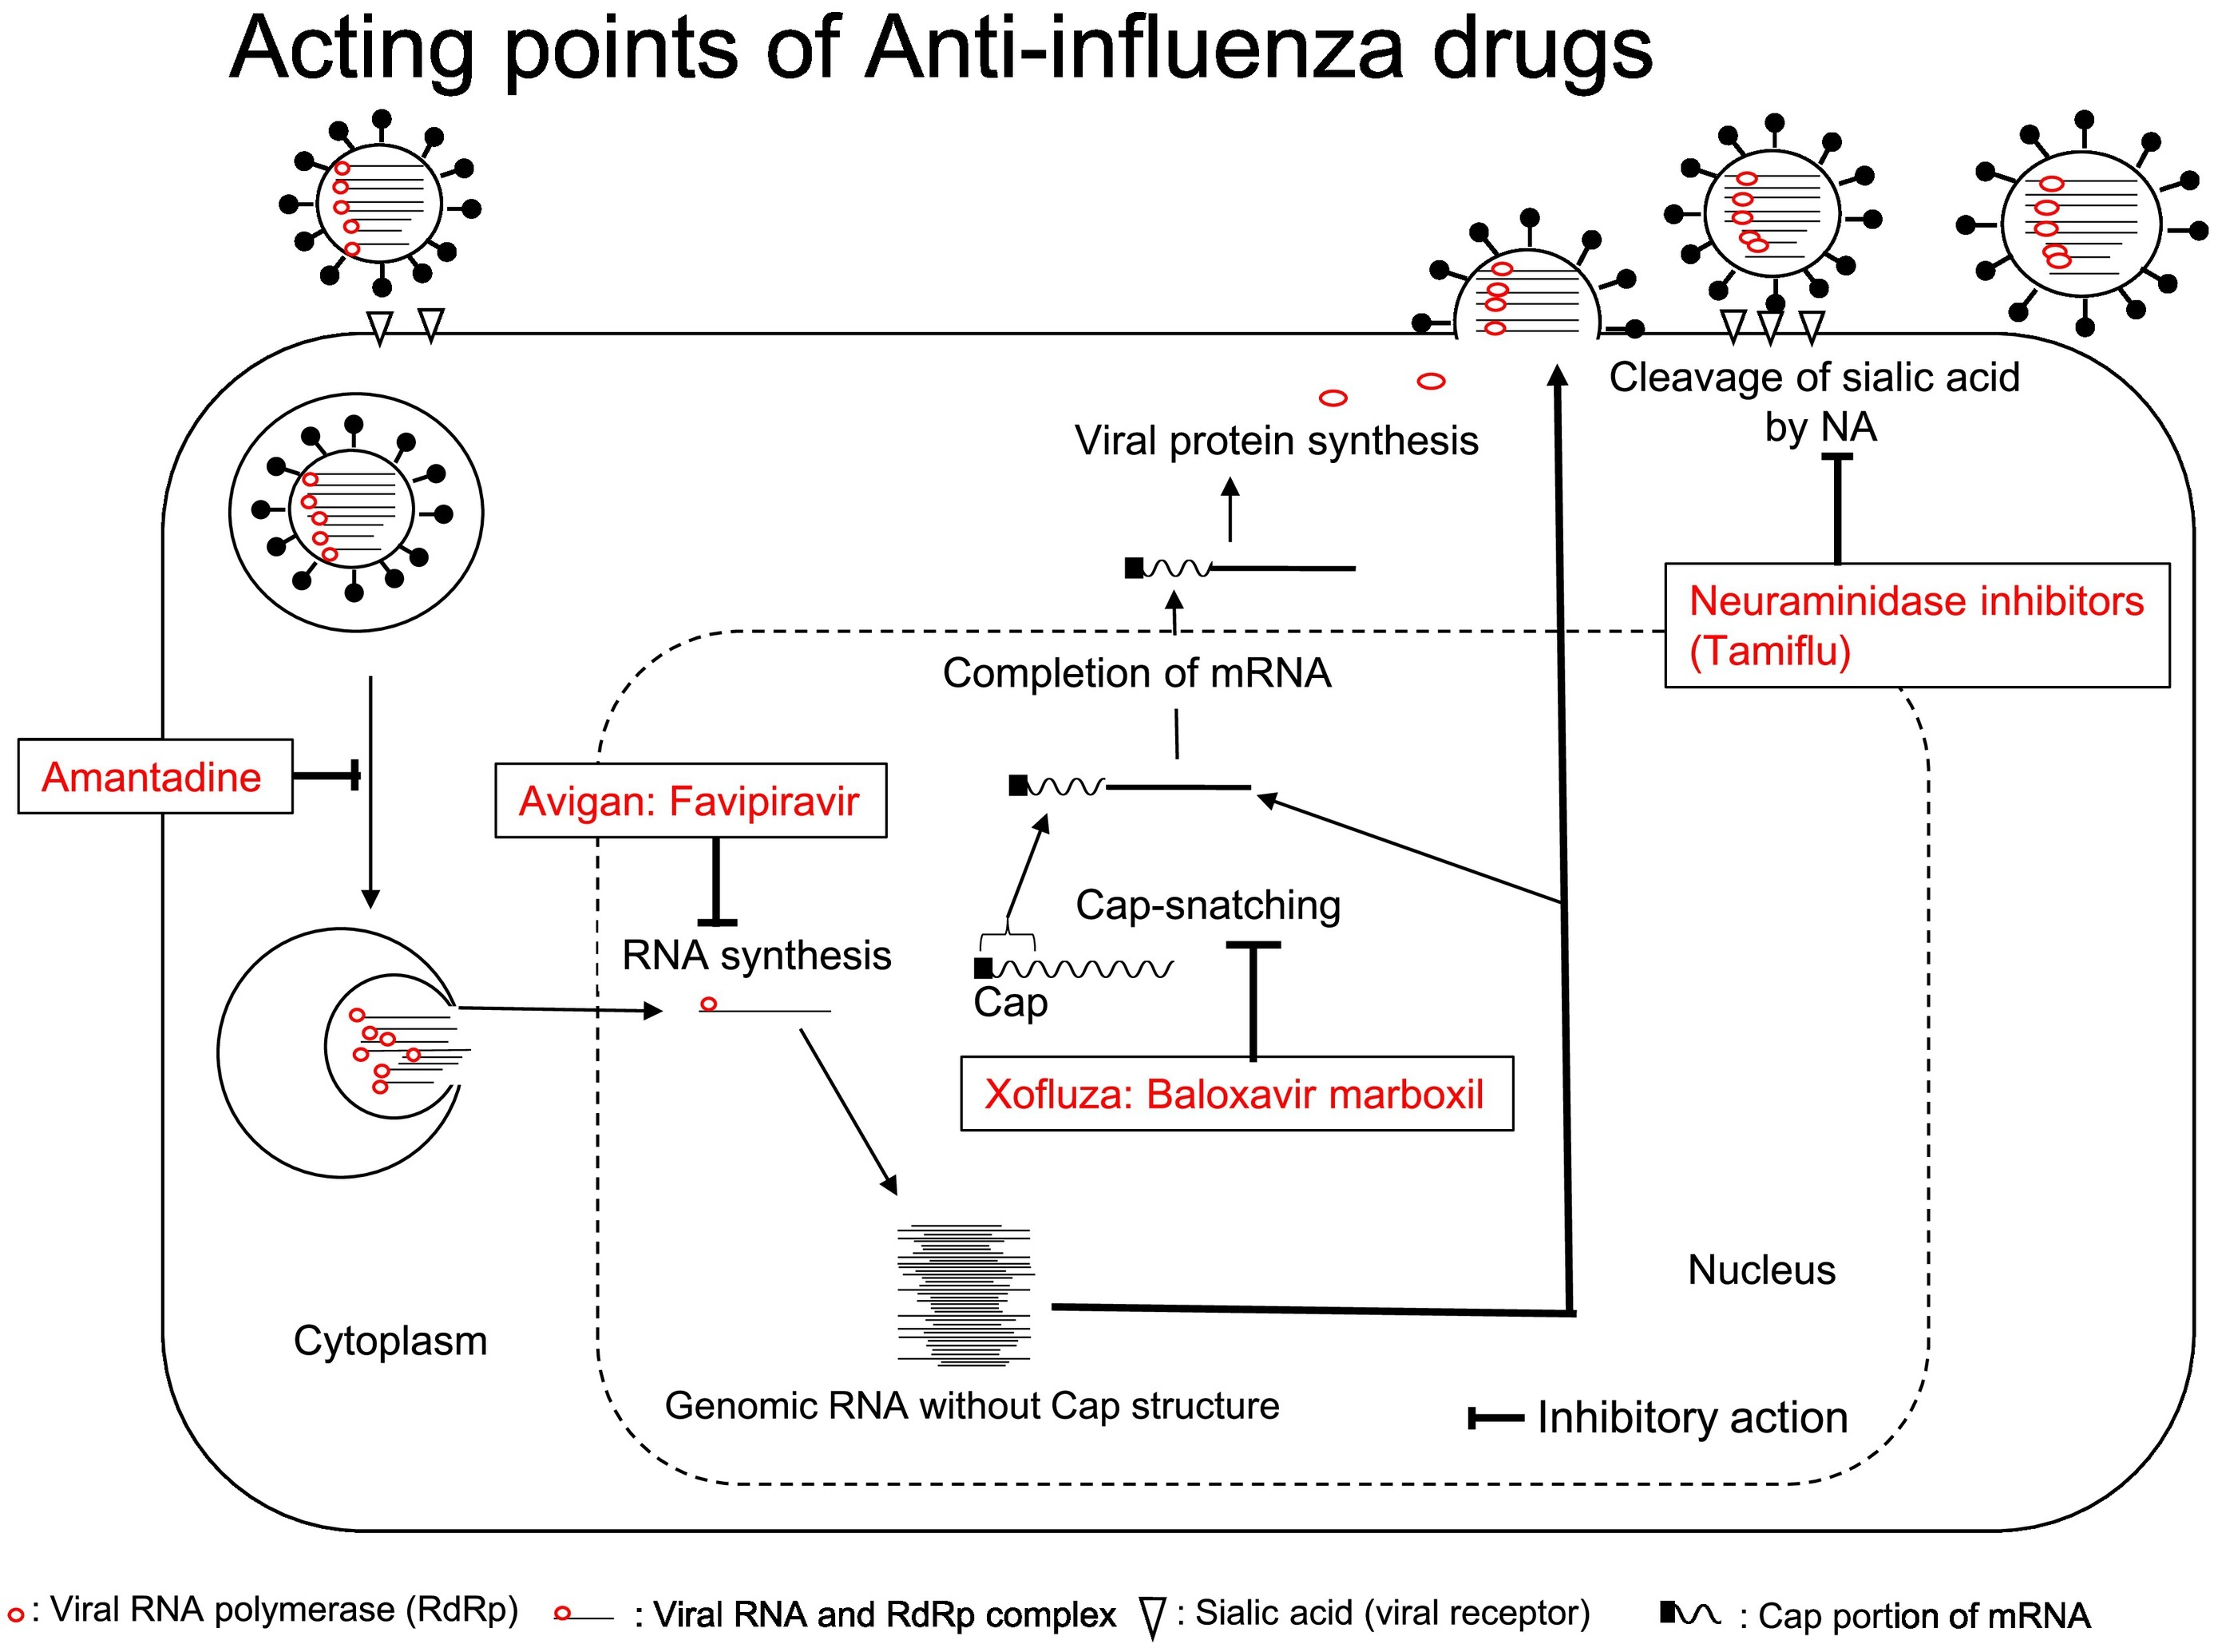 Acting points of Anti-influenza drugs
Cleavage of sialic acid
by NA
Viral protein synthesis
Neuraminidase inhibitors
(Tamiflu)
Completion of mRNA
Amantadine
Avigan: Favipiravir
Cap-snatching
RNA synthesis
Cap
Xofluza: Baloxavir marboxil
Nucleus
Cytoplasm
Genomic RNA without Cap structure
Inhibitory action
: Viral RNA polymerase (RdRp)
: Viral RNA and RdRp complex
: Sialic acid (viral receptor)
: Cap portion of mRNA